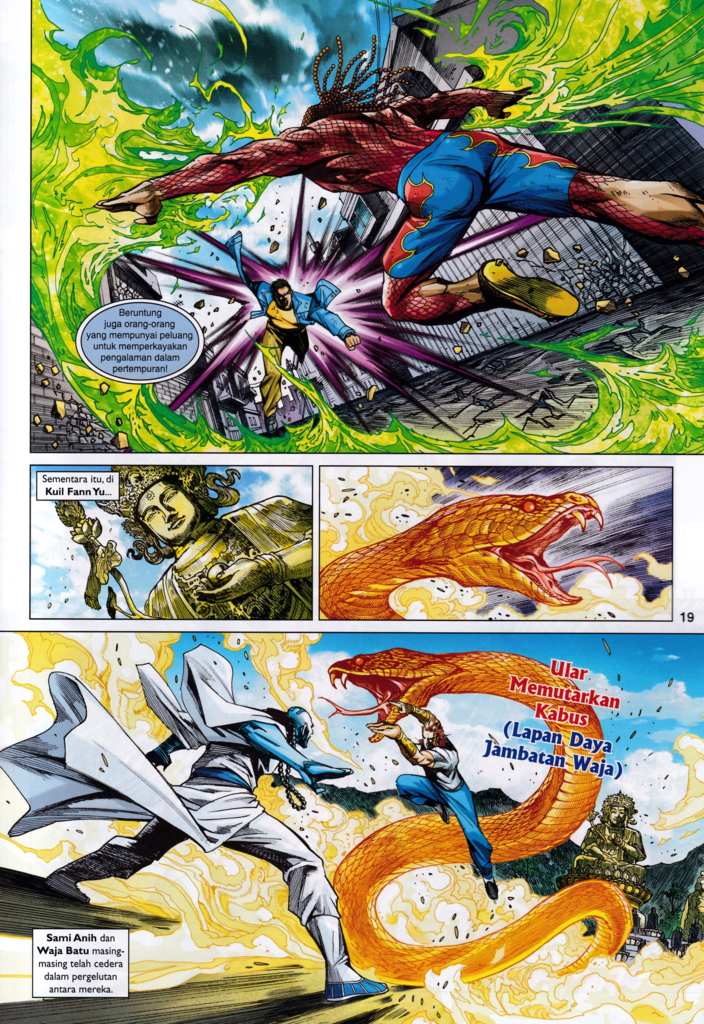 Beruntung
juga orang-orang
yang mempunyai peluang
untuk memperkayakan
pengalaman dalam
pertempuran!
Sementara itu, di
Kuil Fann Yu...
19
Ular
Memutarkan
Kabus
(Lapan Daya
Jambatan Waja)
Sami Anih dan
Waja Batu masing-
masing telah cedera
dalam pergelutan
antara mereka.